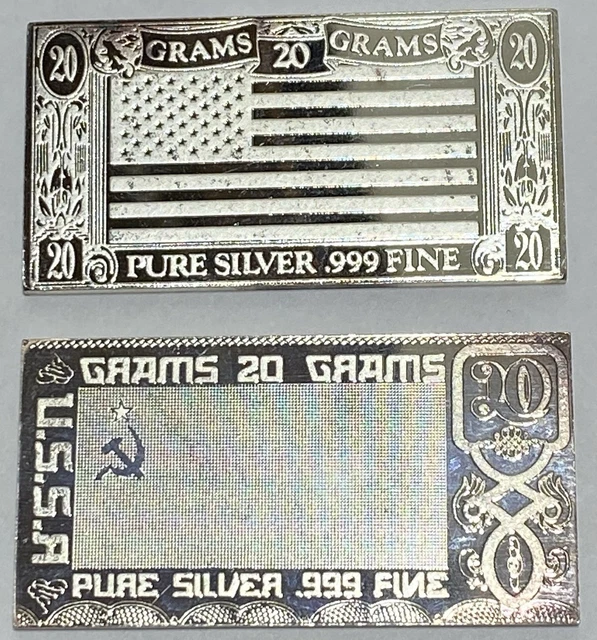 20 GRAMS 20 GRAMS 20
20 PURE SILVER .999 FINE 20
GRAMS 20 GRAMS 20
U.S.S.R
PURE SILVER .999 FINE